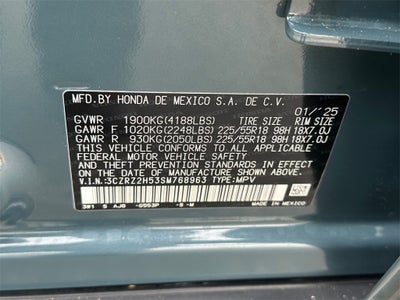 MFD.BY HONDA DE MEXICO S.A. DE C.V.
01/'25
GVWR 1900KG(4188LBS) TIRE SIZE RIM SIZE
GAWR F 1020KG(2248LBS) 225/55R18 98H 18X7.0J
GAWR R 930KG(2050LBS) 225/55R18 98H 18X7.0J
THIS VEHICLE CONFORMS TO ALL APPLICABLE
FEDERAL MOTOR VEHICLE SAFETY, BUMPER, AND
THEFT PREVENTION STANDARDS IN EFFECT ON THE
DATE OF MANUFACTURE SHOWN ABOVE.
V.I.N:3CZRZ2H53SM768963 TYPE:MPV
MADE IN MEXICO